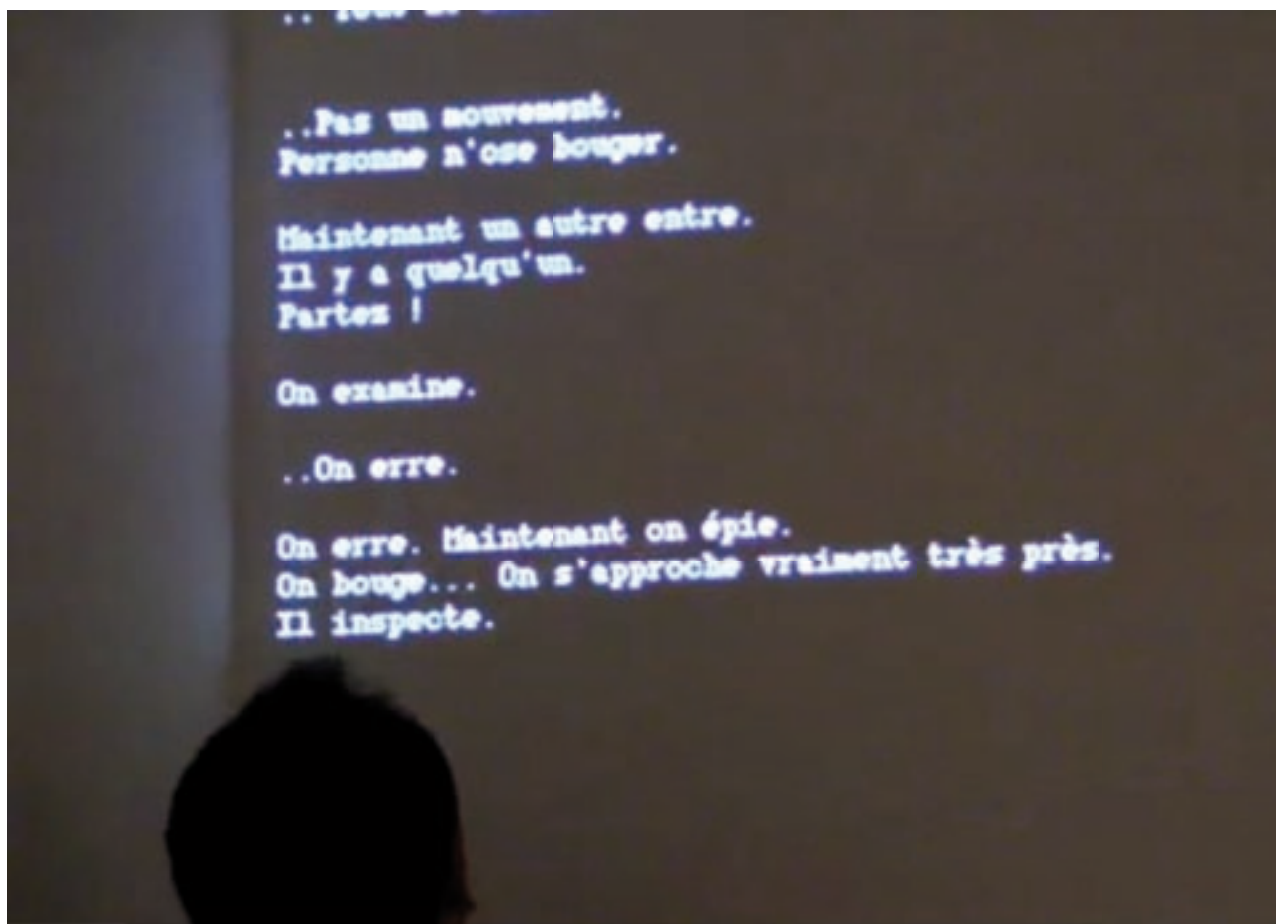 ..Pas un mouvement.
Personne n'ose bouger.
Maintenant un autre entre.
Il y a quelqu'un.
Partez !
On examine.
..On erre.
On erre. Maintenant on épie.
On bouge... On s'approche vraiment très près.
Il inspecte.